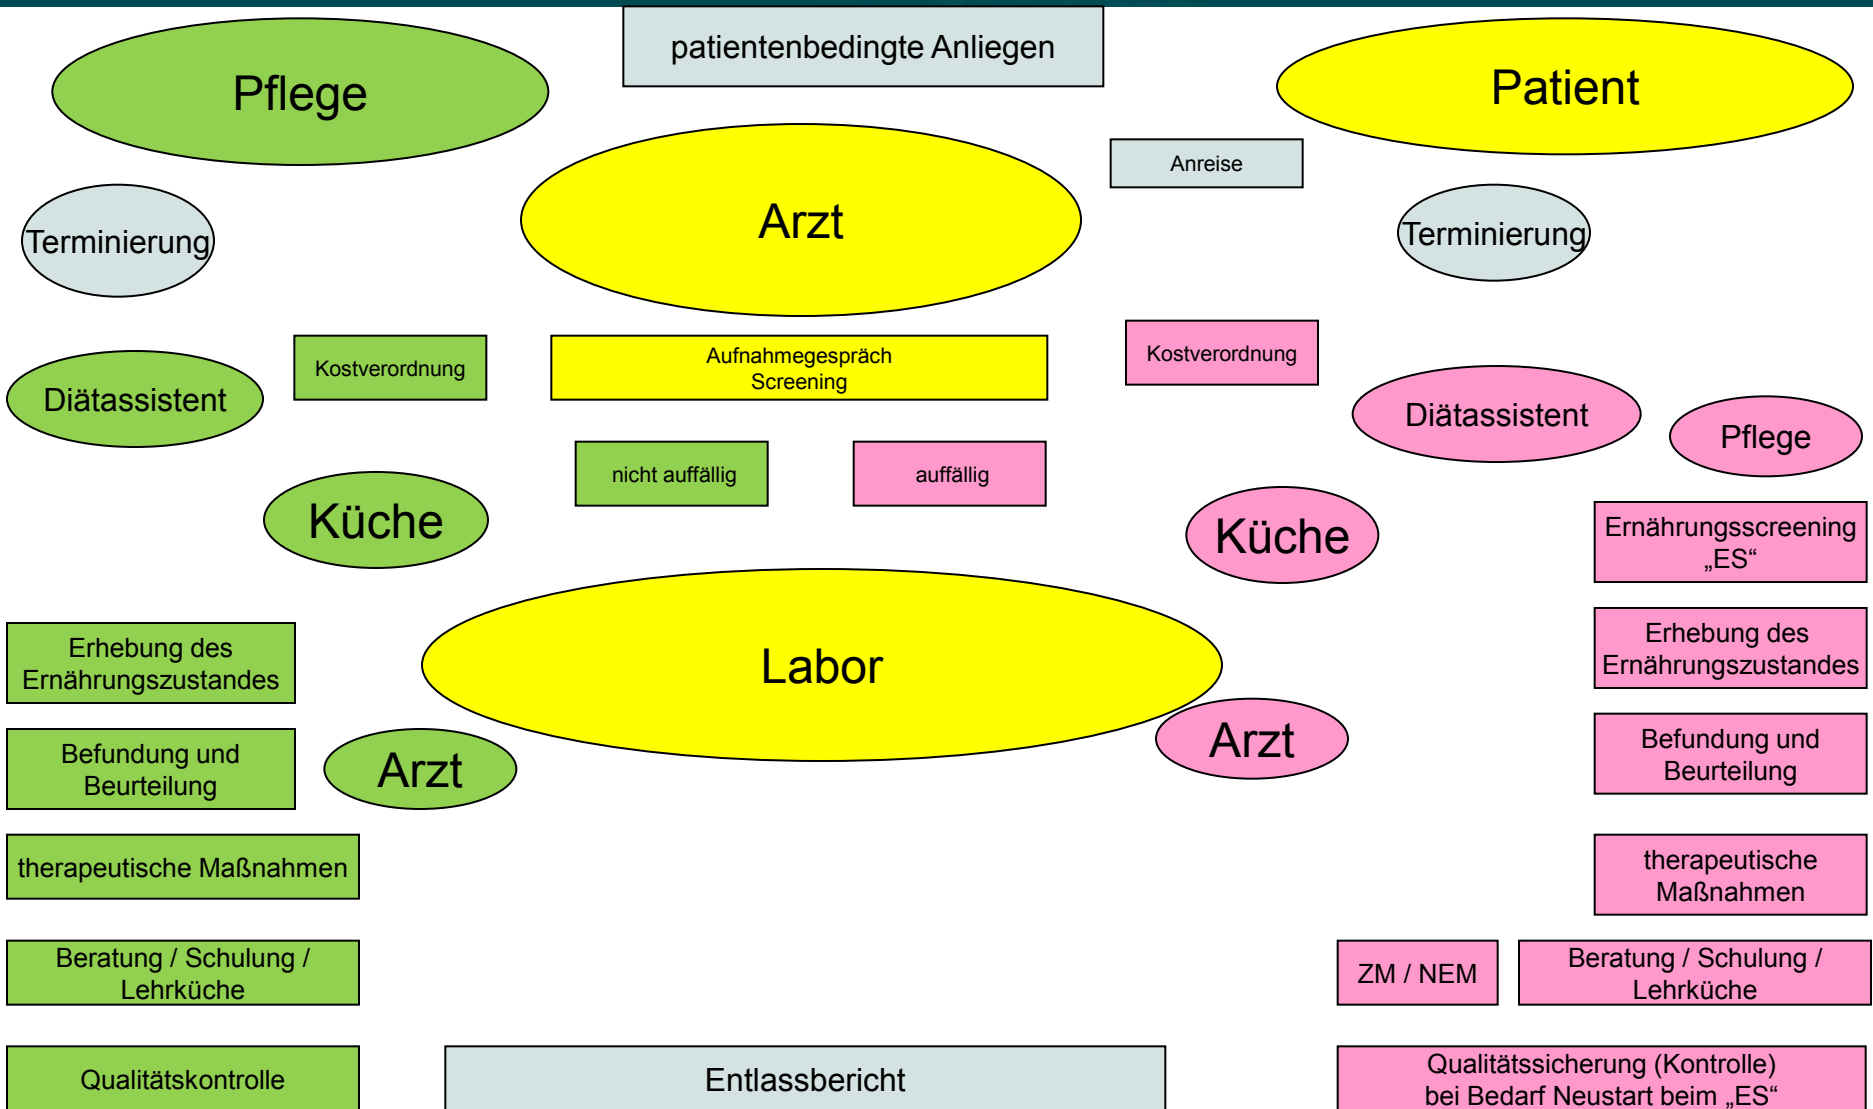 patientenbedingte Anliegen
Pflege
Patient
Anreise
Arzt
Terminierung
Terminierung
Kostverordnung
Aufnahmegespräch
Screening
Kostverordnung
Diätassistent
Diätassistent
Pflege
nicht auffällig
auffällig
Küche
Küche
Ernährungsscreening
„ES“
Erhebung des
Ernährungszustandes
Labor
Erhebung des
Ernährungszustandes
Befundung und
Beurteilung
Arzt
Arzt
Befundung und
Beurteilung
therapeutische Maßnahmen
therapeutische
Maßnahmen
Beratung / Schulung /
Lehrküche
ZM / NEM
Beratung / Schulung /
Lehrküche
Qualitätskontrolle
Entlassbericht
Qualitätssicherung (Kontrolle)
bei Bedarf Neustart beim „ES“